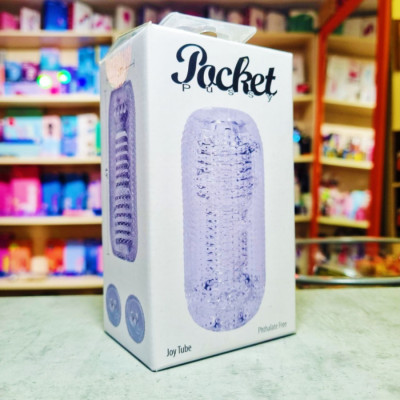 Pocket
Pussy
Joy Tube
Phthalate Free